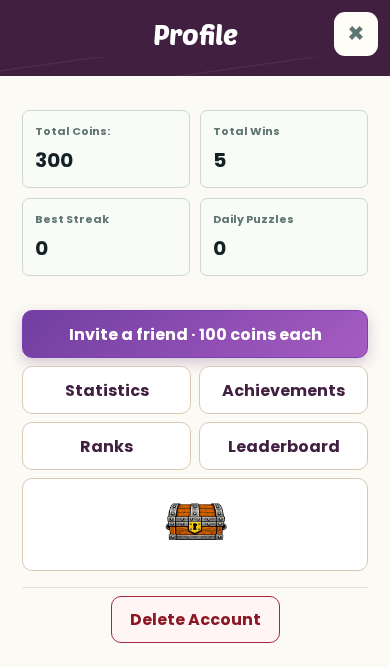 Profile
✖
Total Coins:
300
Total Wins
5
Best Streak
0
Daily Puzzles
0
Invite a friend · 100 coins each
Statistics
Achievements
Ranks
Leaderboard
Delete Account